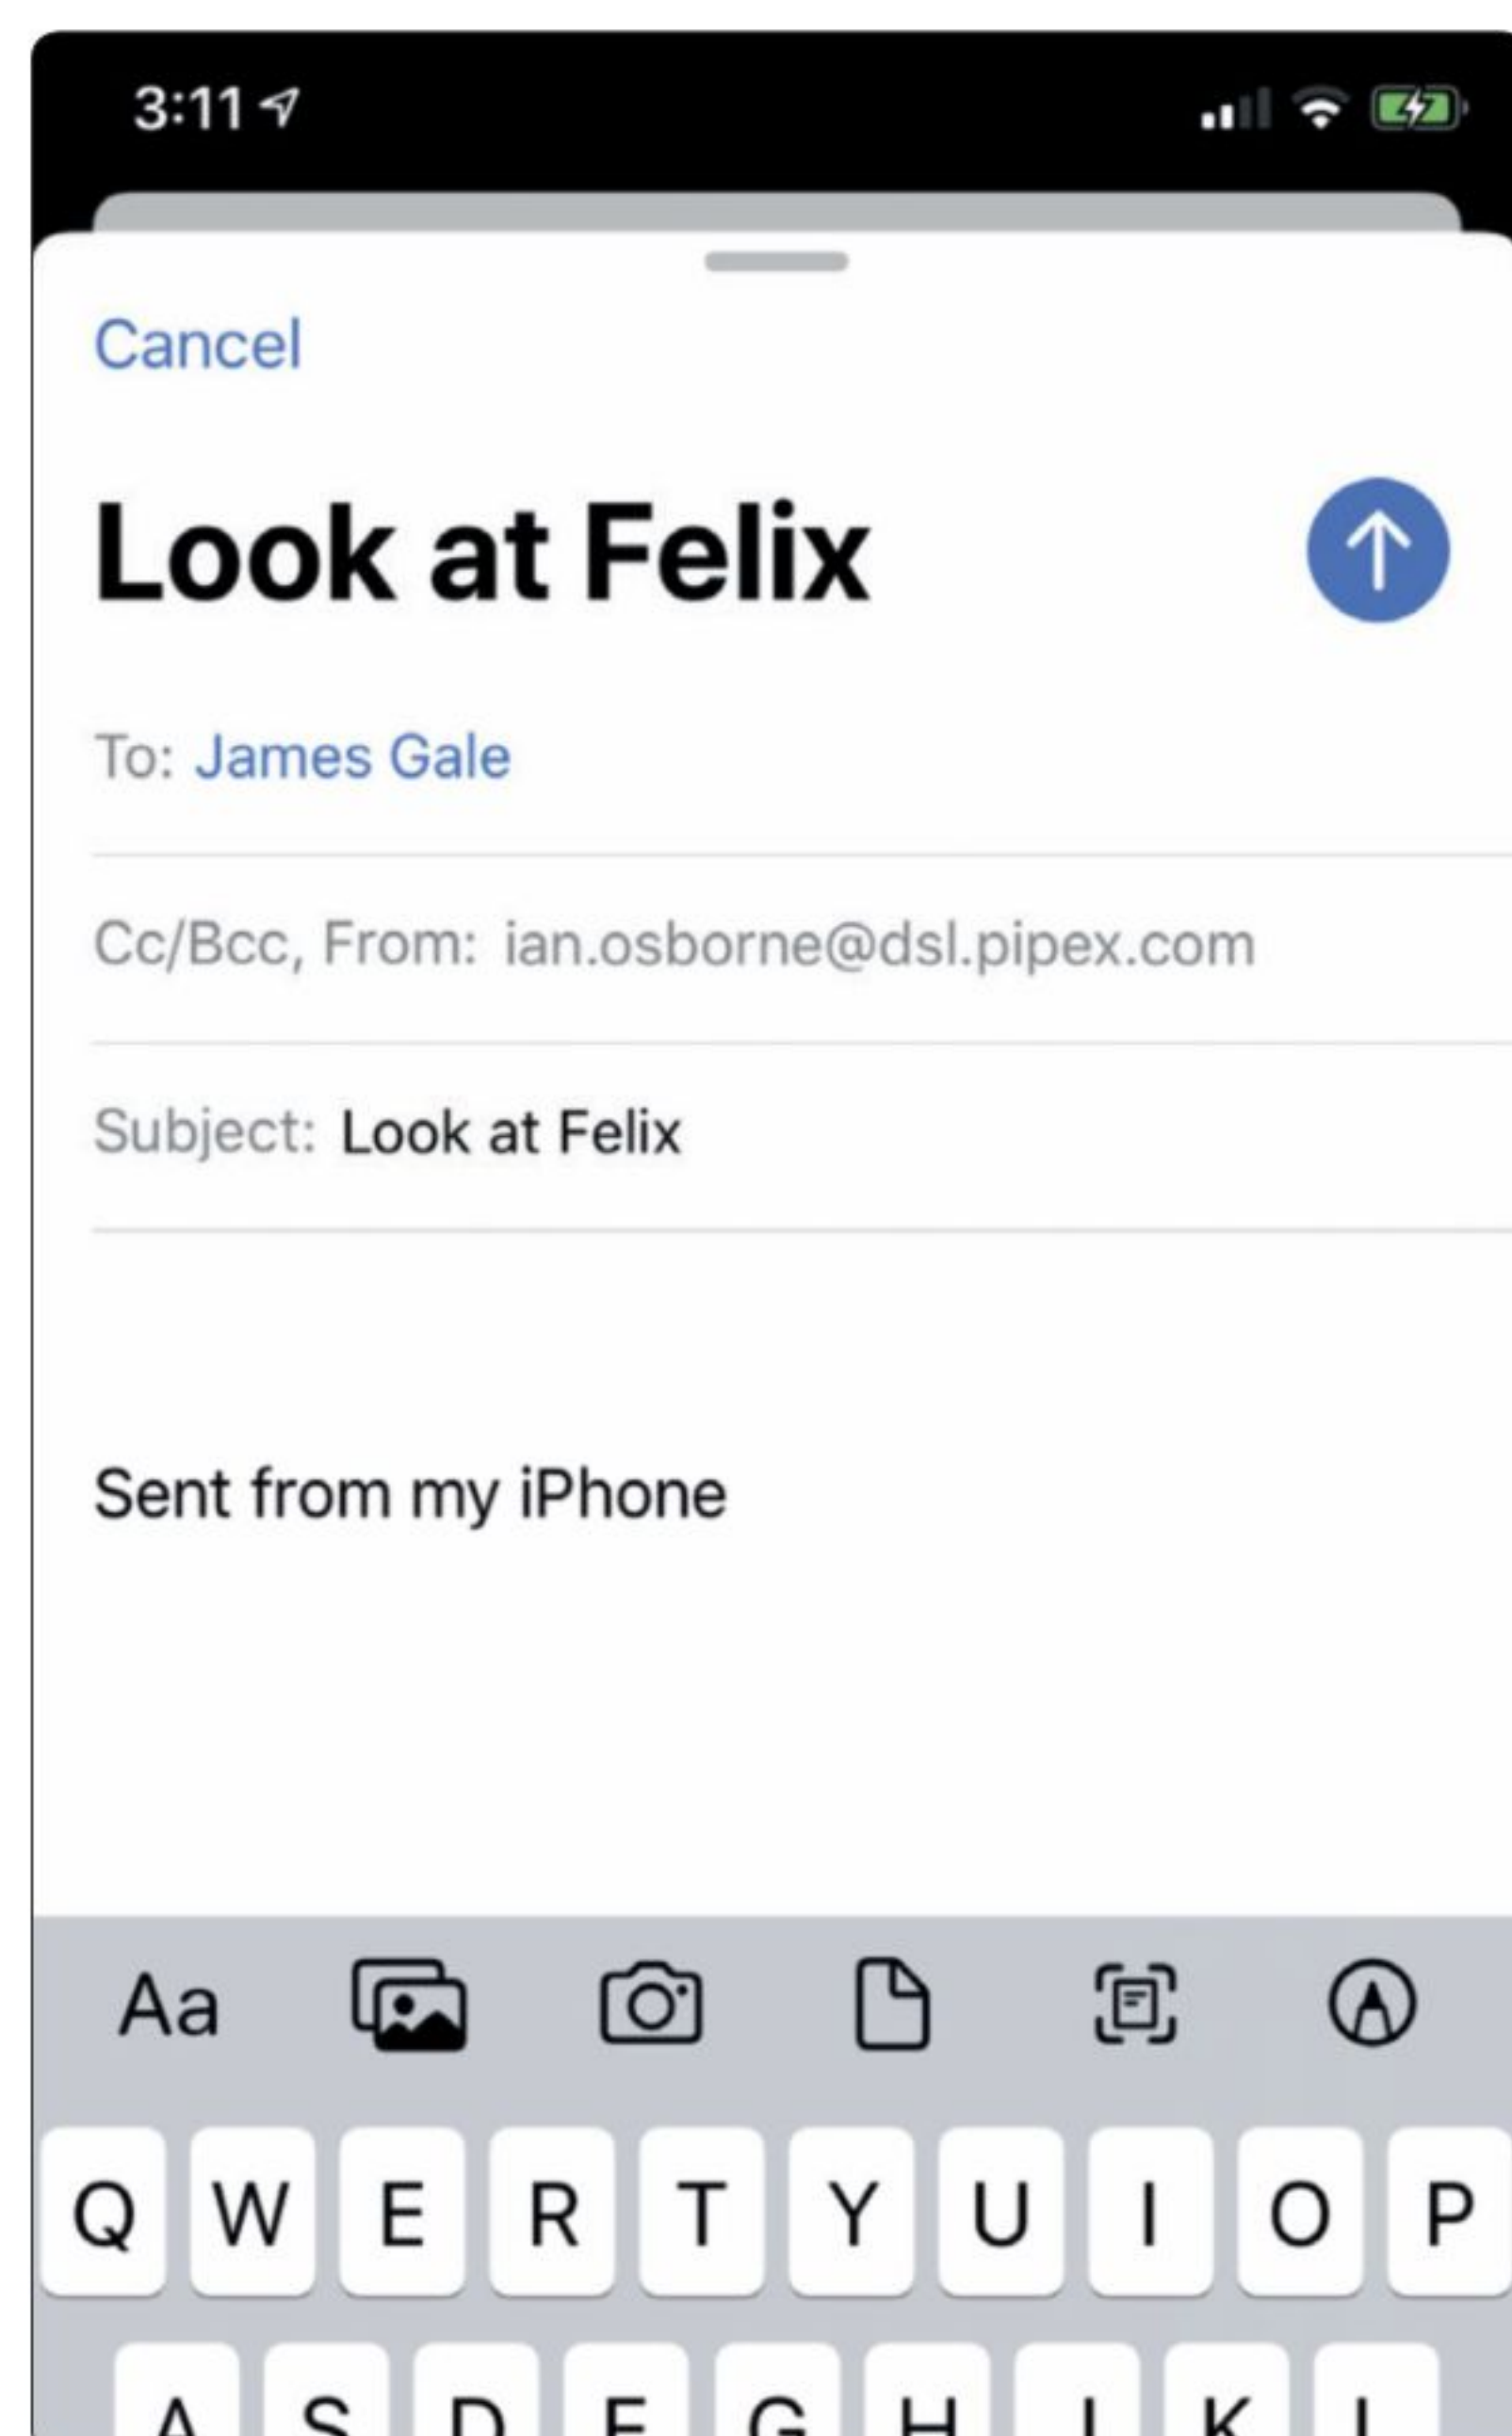 3:11
Cancel
Look at Felix
To: James Gale
Cc/Bcc, From: ian.osborne@dsl.pipex.com
Subject: Look at Felix
Sent from my iPhone
Aa
Q W E R T Y U I O P
A S D F G H J K L